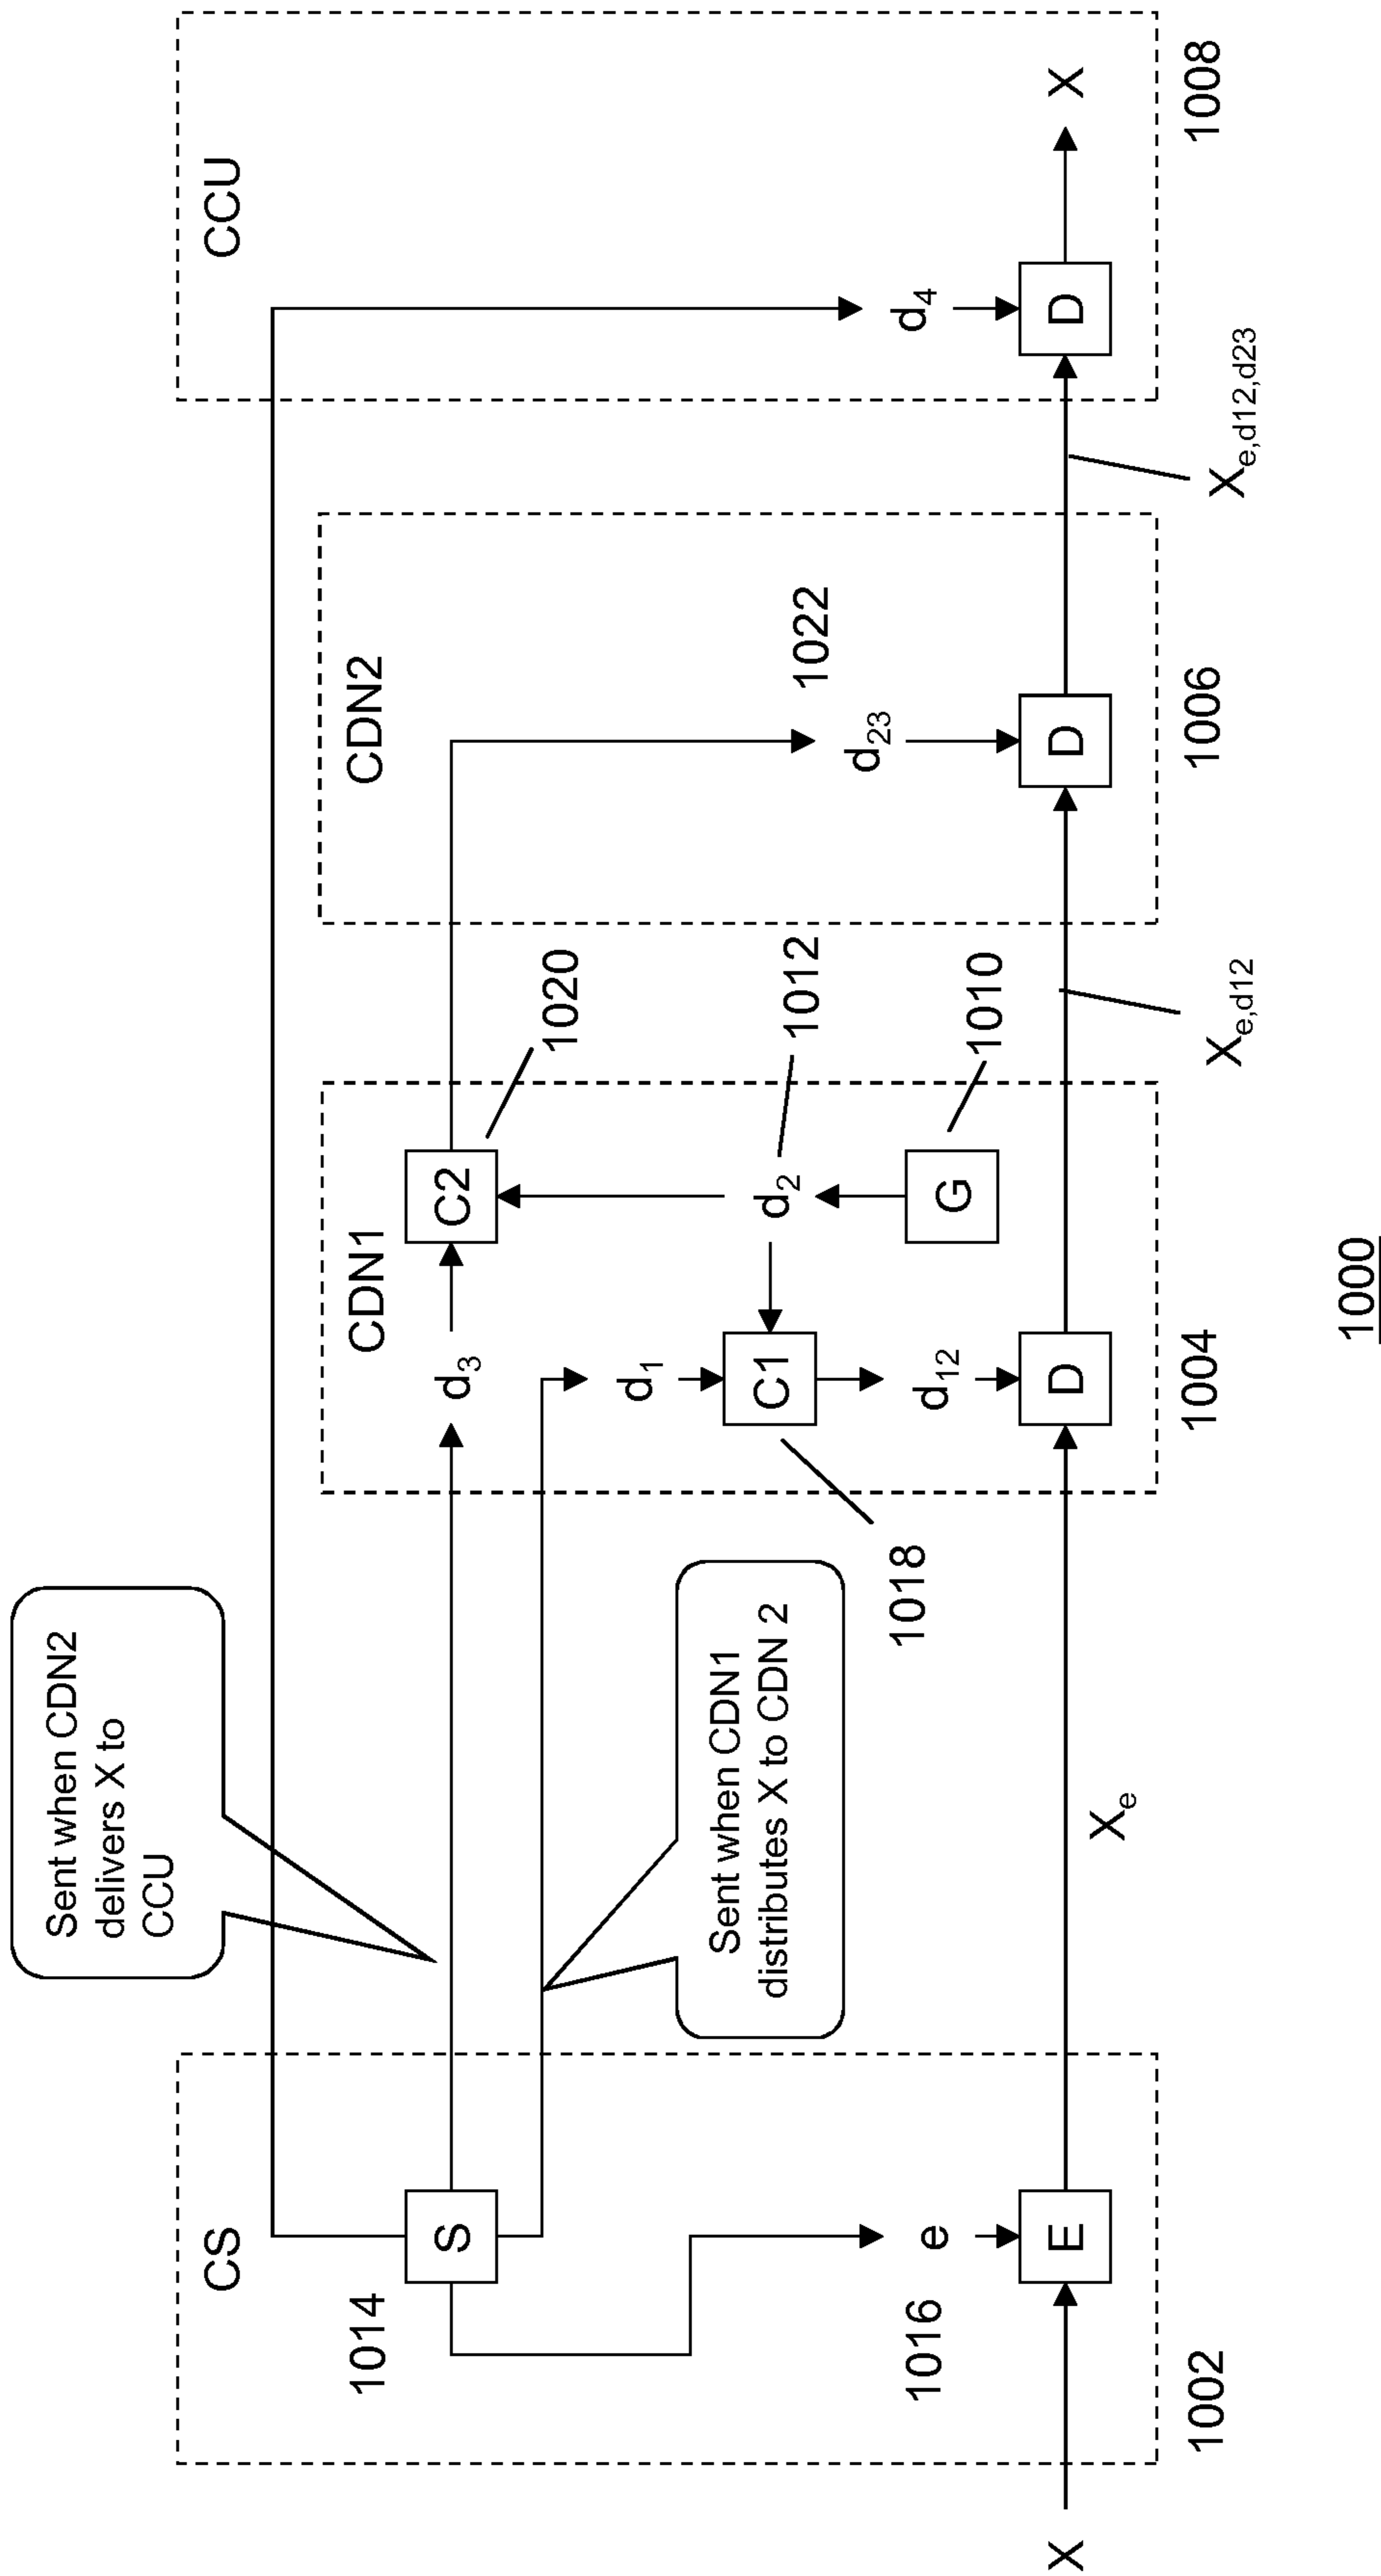 CS
CDN1
CDN2
CCU
Sent when CDN2
delivers X to
CCU
Sent when CDN1
distributes X to CDN 2
1014
S
d3
C2
1020
d1
C1
1018
d2
1012
d12
G
1010
d23
1022
d4
1016
e
X
E
Xe
D
Xe,d12
D
Xe,d12,d23
D
X
1002
1004
1006
1008
1000